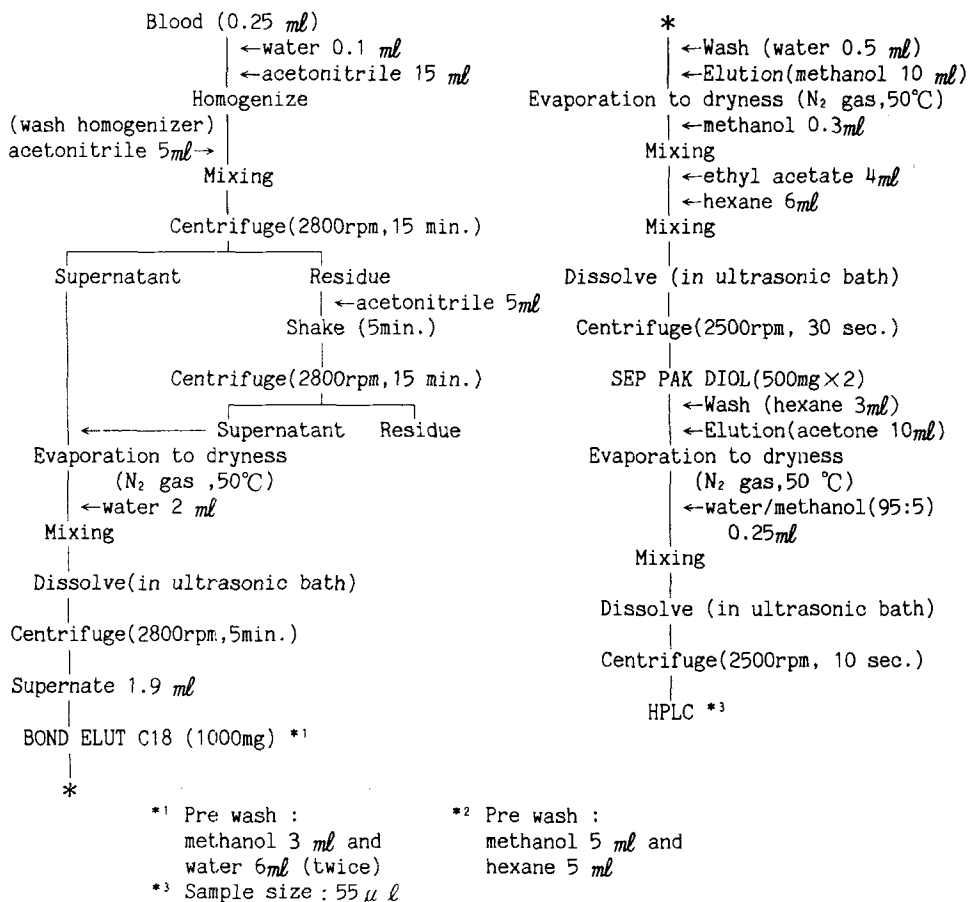 Blood (0.25 mℓ)
←water 0.1 mℓ
←acetonitrile 15 mℓ
Homogenize
(wash homogenizer)
acetonitrile 5mℓ→
Mixing
Centrifuge(2800rpm,15 min.)
Supernatant Residue
←acetonitrile 5mℓ
Shake (5min.)
Centrifuge(2800rpm,15 min.)
Supernatant Residue
Evaporation to dryness
(N₂ gas ,50℃)
←water 2 mℓ
Mixing
Dissolve(in ultrasonic bath)
Centrifuge(2800rpm,5min.)
Supernate 1.9 mℓ
BOND ELUT C18 (1000mg) *¹
*
*
←Wash (water 0.5 mℓ)
←Elution(methanol 10 mℓ)
Evaporation to dryness (N₂ gas,50℃)
←methanol 0.3mℓ
Mixing
←ethyl acetate 4mℓ
←hexane 6mℓ
Mixing
Dissolve (in ultrasonic bath)
Centrifuge(2500rpm, 30 sec.)
SEP PAK DIOL(500mg×2)
←Wash (hexane 3mℓ)
←Elution(acetone 10mℓ)
Evaporation to dryness
(N₂ gas,50 ℃)
←water/methanol(95:5)
0.25mℓ
Mixing
Dissolve (in ultrasonic bath)
Centrifuge(2500rpm, 10 sec.)
HPLC *³
*¹ Pre wash :
methanol 3 mℓ and
water 6mℓ (twice)
*² Pre wash :
methanol 5 mℓ and
hexane 5 mℓ
*³ Sample size : 55 μ ℓ